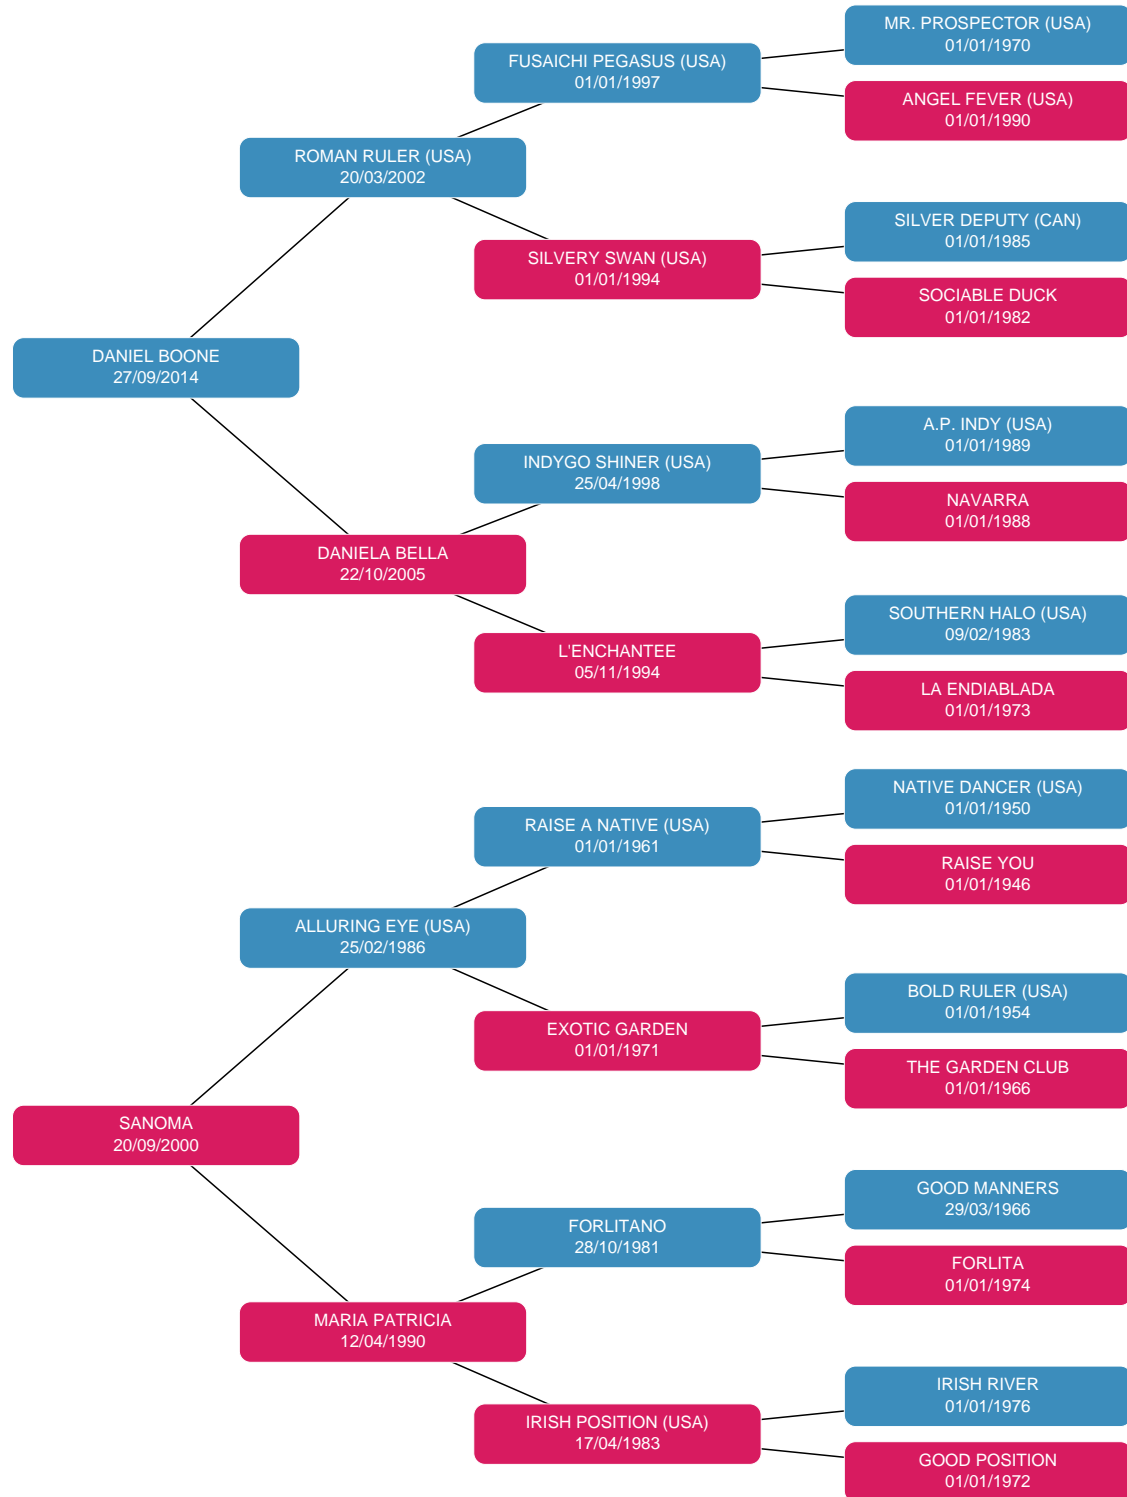 MR. PROSPECTOR (USA)
01/01/1970
FUSAICHI PEGASUS (USA)
01/01/1997
ANGEL FEVER (USA)
01/01/1990
ROMAN RULER (USA)
20/03/2002
SILVER DEPUTY (CAN)
01/01/1985
SILVERY SWAN (USA)
01/01/1994
SOCIABLE DUCK
01/01/1982
DANIEL BOONE
27/09/2014
A.P. INDY (USA)
01/01/1989
INDYGO SHINER (USA)
25/04/1998
NAVARRA
01/01/1988
DANIELA BELLA
22/10/2005
SOUTHERN HALO (USA)
09/02/1983
L'ENCHANTEE
05/11/1994
LA ENDIABLADA
01/01/1973
NATIVE DANCER (USA)
01/01/1950
RAISE A NATIVE (USA)
01/01/1961
RAISE YOU
01/01/1946
ALLURING EYE (USA)
25/02/1986
BOLD RULER (USA)
01/01/1954
EXOTIC GARDEN
01/01/1971
THE GARDEN CLUB
01/01/1966
SANOMA
20/09/2000
GOOD MANNERS
29/03/1966
FORLITANO
28/10/1981
FORLITA
01/01/1974
MARIA PATRICIA
12/04/1990
IRISH RIVER
01/01/1976
IRISH POSITION (USA)
17/04/1983
GOOD POSITION
01/01/1972